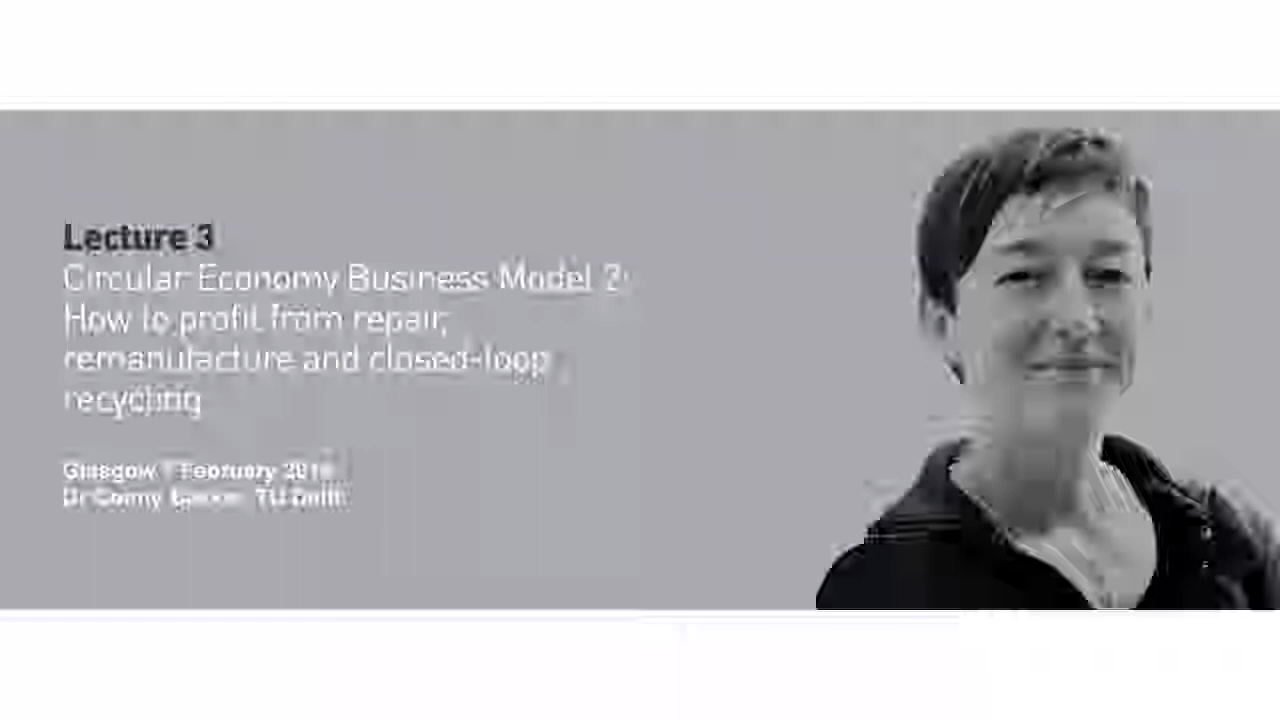 Lecture 3
Circular Economy Business Model 2:
How to profit from repair,
remanufacture and closed-loop
recycling
Glasgow February
Dr Conny TU Delft